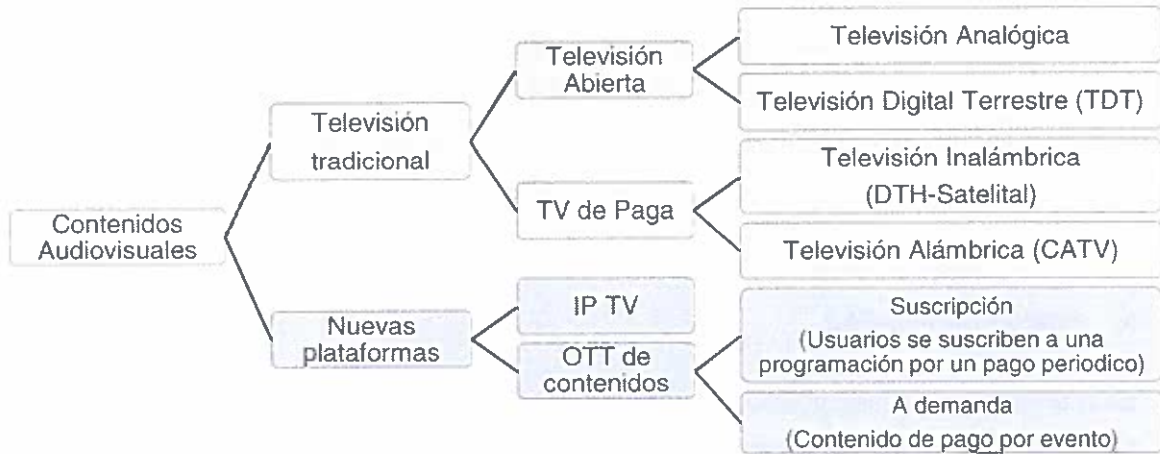 Contenidos
Audiovisuales
Televisión
tradicional
Televisión
Abierta
Televisión Analógica
Televisión Digital Terrestre (TDT)
TV de Paga
Televisión Inalámbrica
(DTH-Satelital)
Televisión Alámbrica (CATV)
Nuevas
plataformas
IP TV
OTT de
contenidos
Suscripción
(Usuarios se suscriben a una
programación por un pago periodico)
A demanda
(Contenido de pago por evento)